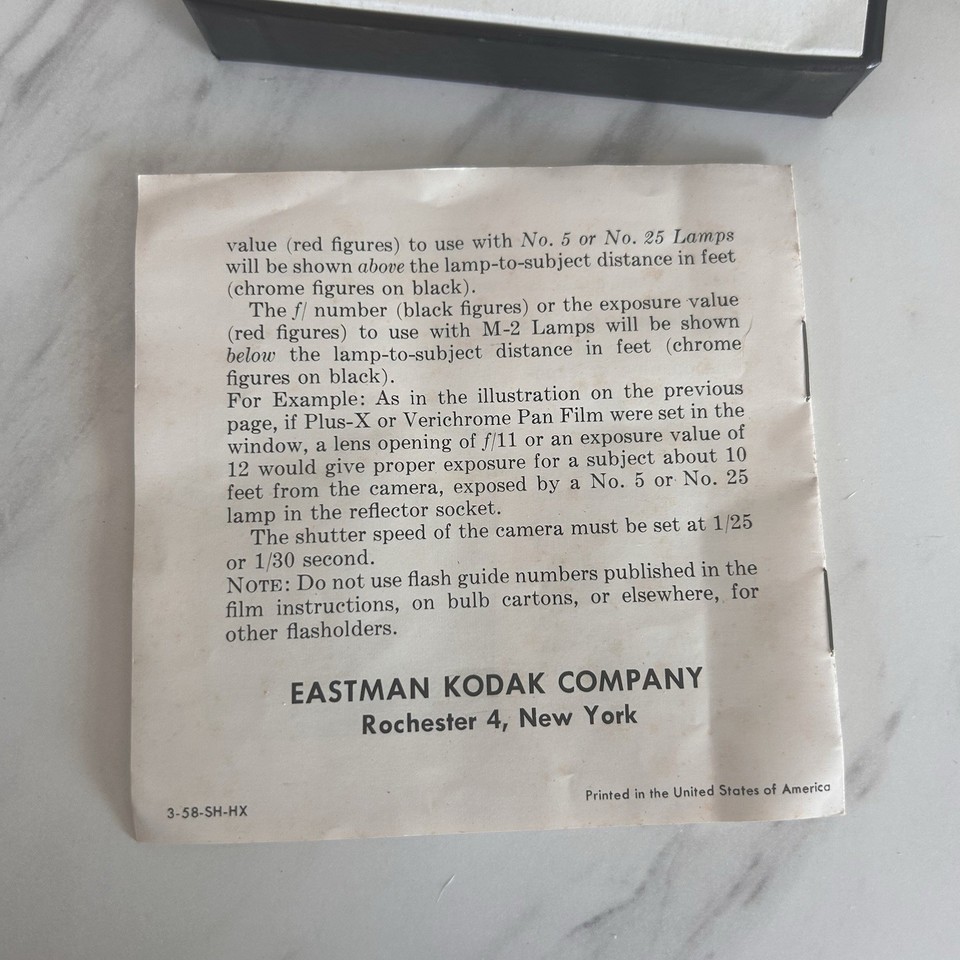 value (red figures) to use with No. 5 or No. 25 Lamps
will be shown above the lamp-to-subject distance in feet
(chrome figures on black).
The f/ number (black figures) or the exposure value
(red figures) to use with M-2 Lamps will be shown
below the lamp-to-subject distance in feet (chrome
figures on black).
For Example: As in the illustration on the previous
page, if Plus-X or Verichrome Pan Film were set in the
window, a lens opening of f/11 or an exposure value of
12 would give proper exposure for a subject about 10
feet from the camera, exposed by a No. 5 or No. 25
lamp in the reflector socket.
The shutter speed of the camera must be set at 1/25
or 1/30 second.
NOTE: Do not use flash guide numbers published in the
film instructions, on bulb cartons, or elsewhere, for
other flasholders.
EASTMAN KODAK COMPANY
Rochester 4, New York
Printed in the United States of America
3-58-SH-HX